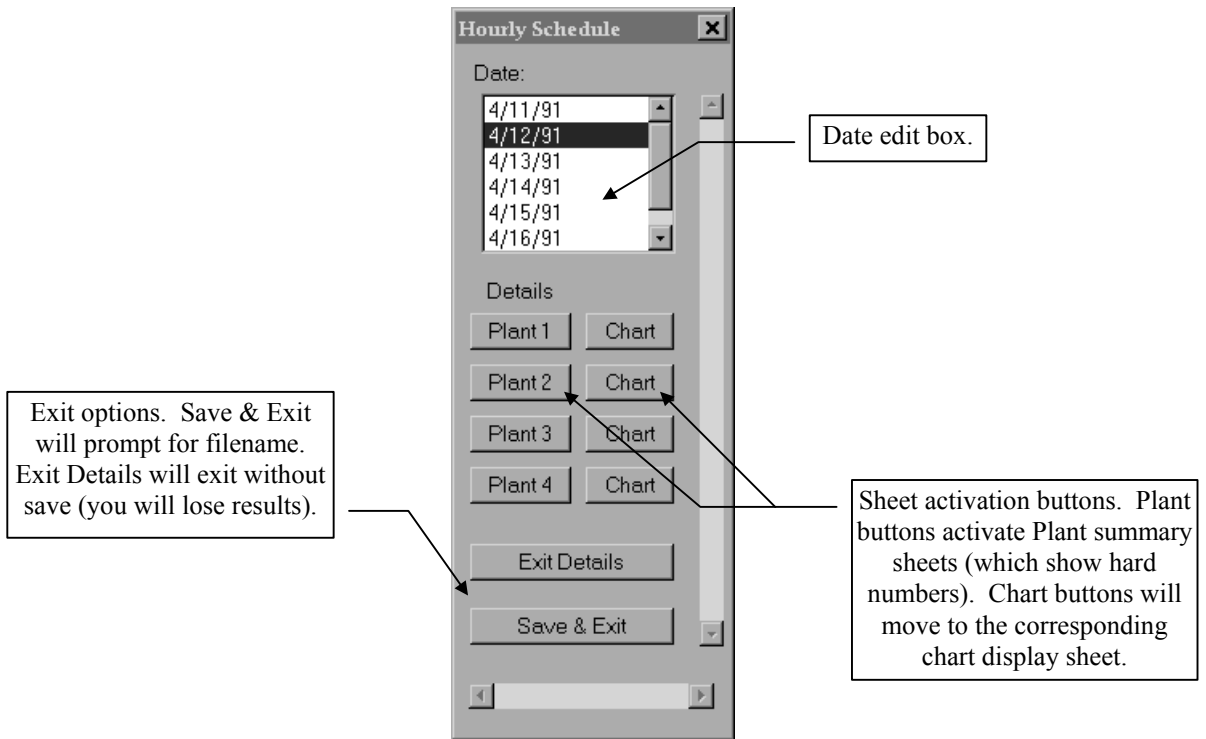 Hourly Schedule
Date:
4/11/91
4/12/91
4/13/91
4/14/91
4/15/91
4/16/91
Date edit box.
Details
Plant 1 Chart
Plant 2 Chart
Plant 3 Chart
Plant 4 Chart
Exit Details
Save & Exit
Exit options. Save & Exit
will prompt for filename.
Exit Details will exit without
save (you will lose results).
Sheet activation buttons. Plant
buttons activate Plant summary
sheets (which show hard
numbers). Chart buttons will
move to the corresponding
chart display sheet.